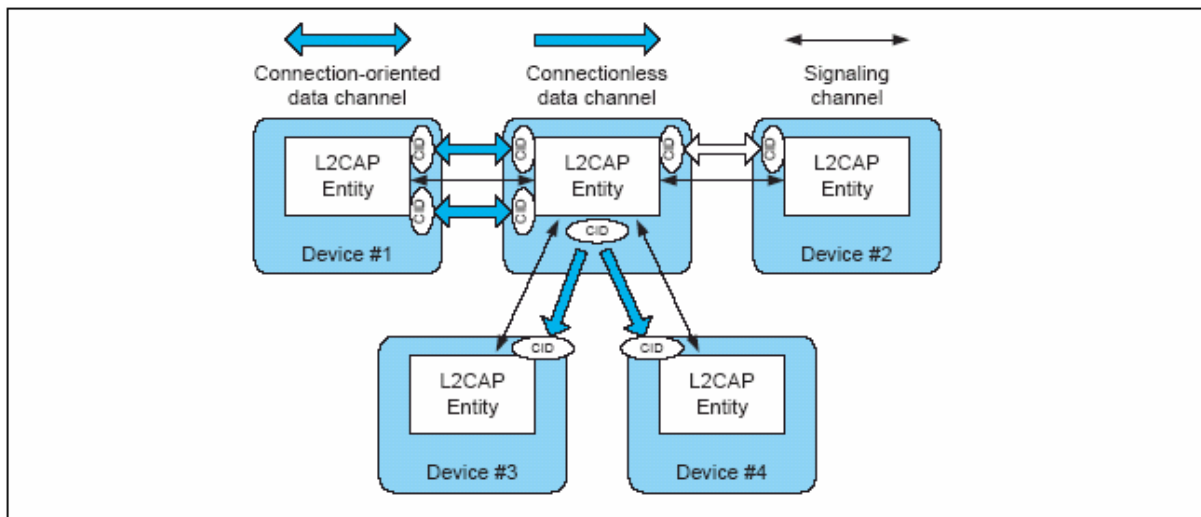 Connection-oriented
data channel
Connectionless
data channel
Signaling
channel
CID
CID
CID
CID
L2CAP
Entity
L2CAP
Entity
L2CAP
Entity
CID
CID
CID
Device #1
Device #2
CID
CID
L2CAP
Entity
L2CAP
Entity
Device #3
Device #4